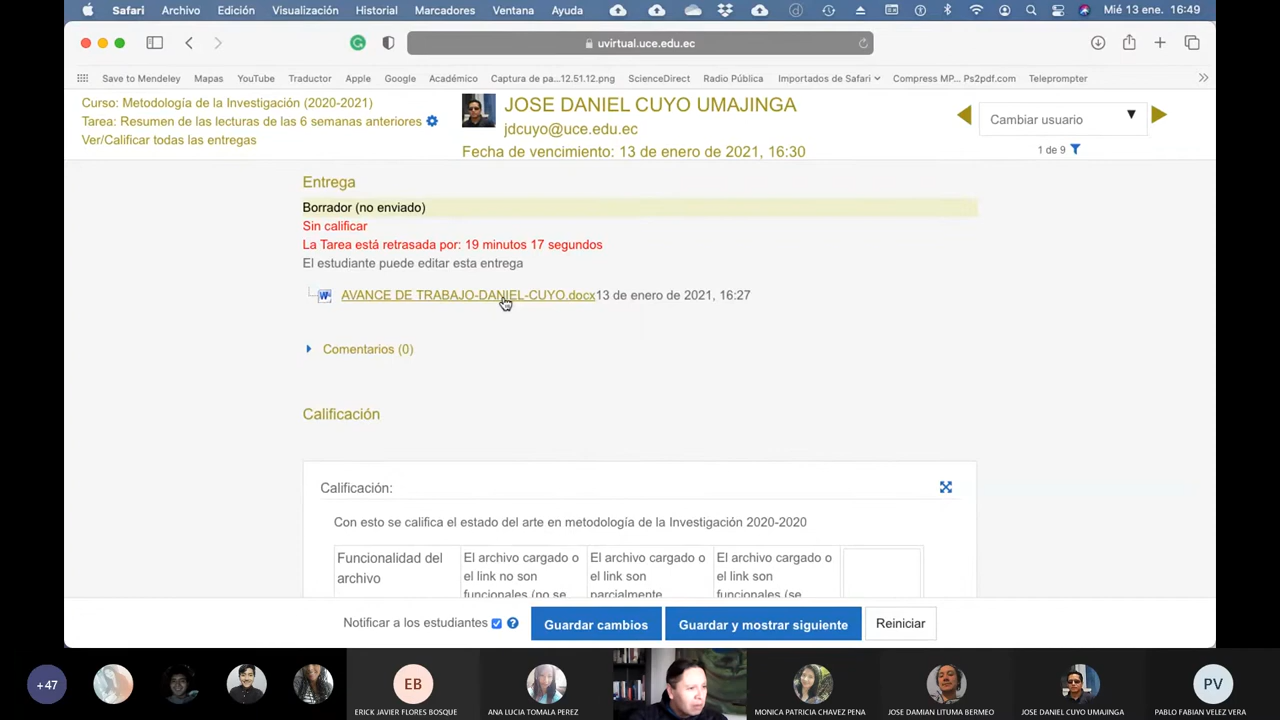 Safari Archivo Edición Visualización Historial Marcadores Ventana Ayuda Mié 13 ene. 16:49
uvirtual.uce.edu.ec
Save to Mendeley Mapas YouTube Traductor Apple Google Académico Captura de pa...12.51.12.png ScienceDirect Radio Pública Importados de Safari Compress MP... Ps2pdf.com Teleprompter
Curso: Metodología de la Investigación (2020-2021)
Tarea: Resumen de las lecturas de las 6 semanas anteriores
Ver/Calificar todas las entregas
JOSE DANIEL CUYO UMAJINGA
jdcuyo@uce.edu.ec
Fecha de vencimiento: 13 de enero de 2021, 16:30
Cambiar usuario
1 de 9
Entrega
Borrador (no enviado)
Sin calificar
La Tarea está retrasada por: 19 minutos 17 segundos
El estudiante puede editar esta entrega
AVANCE DE TRABAJO-DANIEL-CUYO.docx13 de enero de 2021, 16:27
Comentarios (0)
Calificación
Calificación:
Con esto se califica el estado del arte en metodología de la Investigación 2020-2020
Funcionalidad del archivo
El archivo cargado o
el link no son
funcionales (no se
El archivo cargado o
el link son
parcialmente
El archivo cargado o
el link son
funcionales (se
Notificar a los estudiantes
Guardar cambios
Guardar y mostrar siguiente
Reiniciar
+47
EB
PV
ERICK JAVIER FLORES BOSQUE
ANA LUCIA TOMALA PEREZ
MONICA PATRICIA CHAVEZ PENA
JOSE DAMIAN LITUMA BERMEO
JOSE DANIEL CUYO UMAJINGA
PABLO FABIAN VELEZ VERA